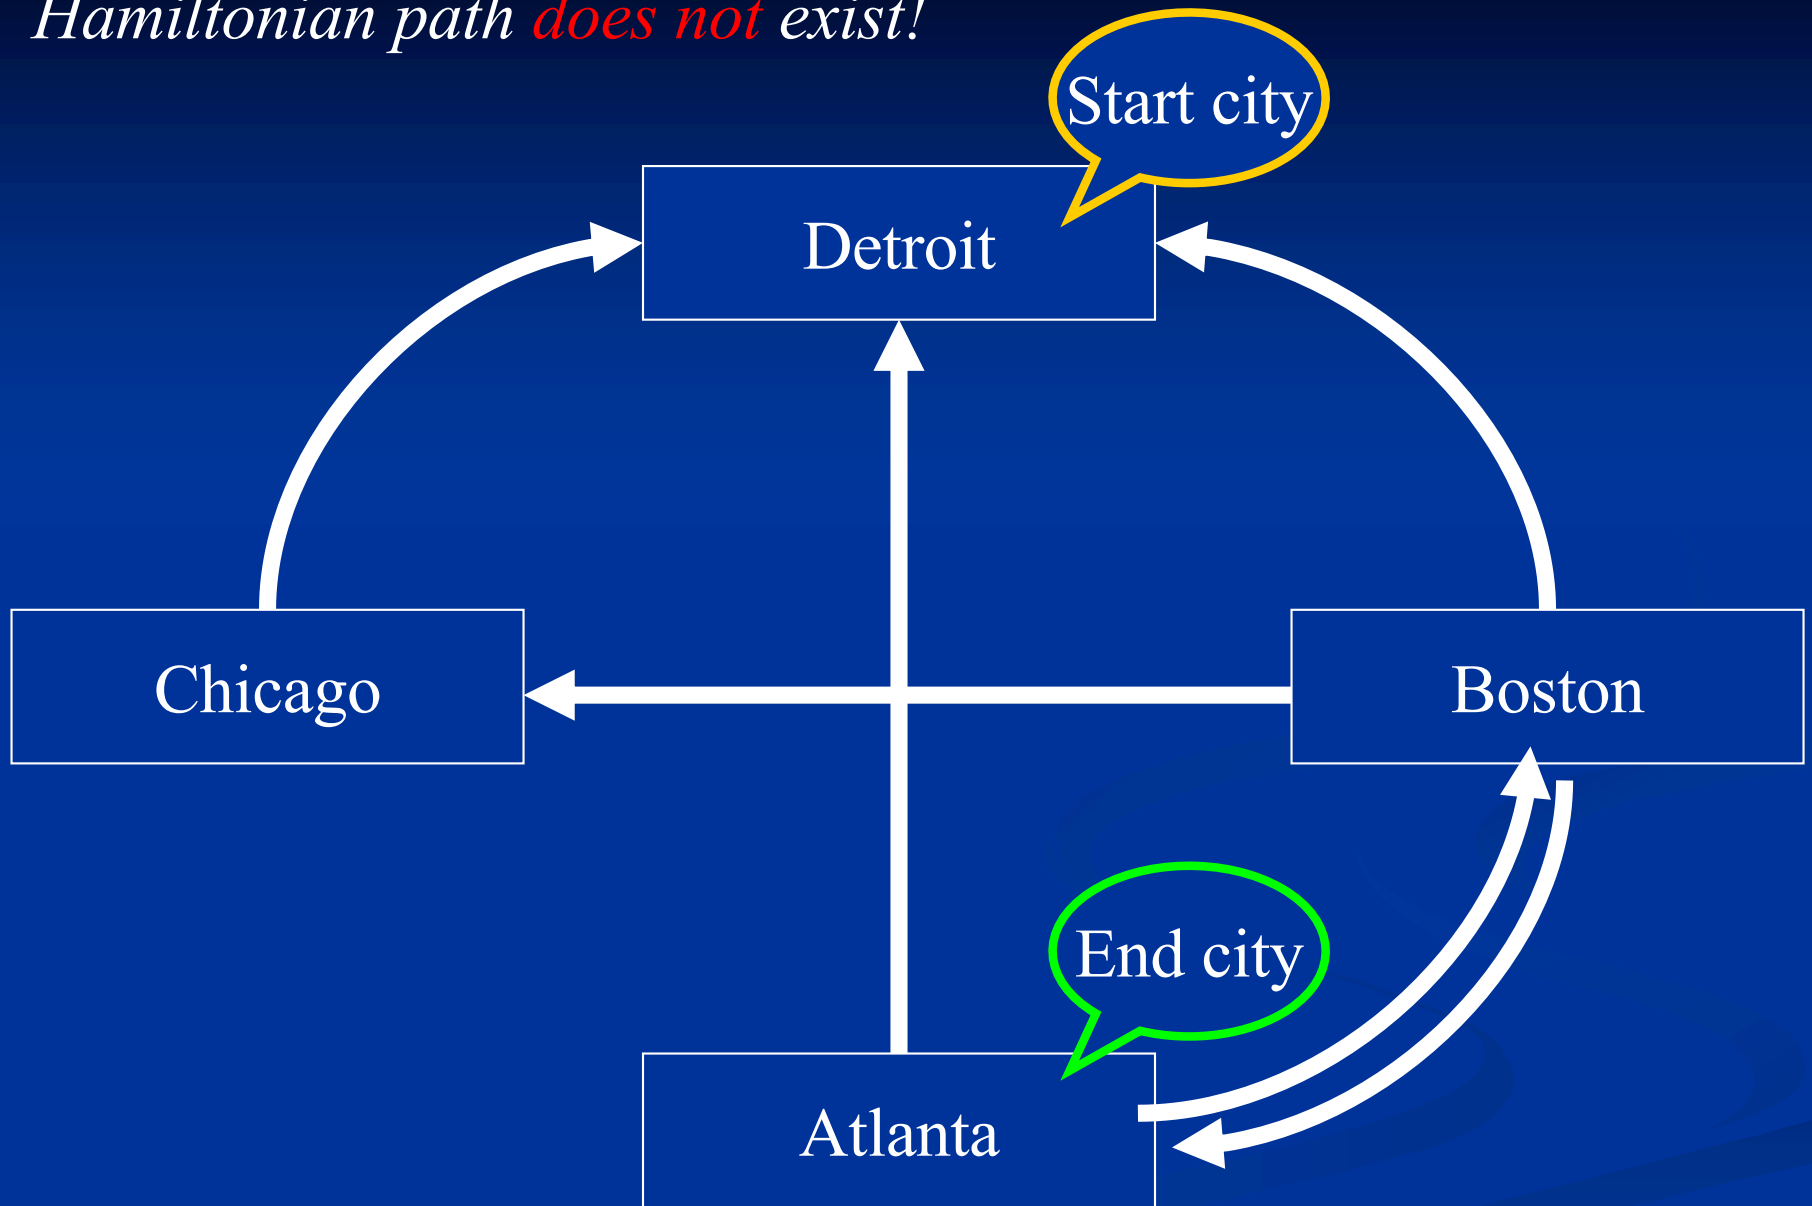 Hamiltonian path does not exist!
Start city
Detroit
Chicago
Boston
End city
Atlanta